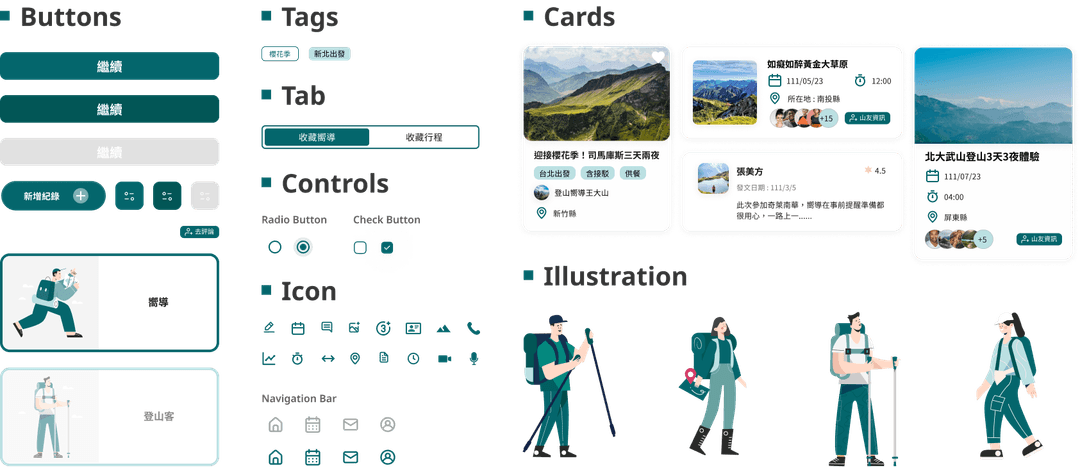 Buttons
繼續
繼續
繼續
新增紀錄
去評論
嚮導
登山客
Tags
櫻花季
新北出發
Tab
收藏嚮導
收藏行程
Controls
Radio Button
Check Button
Icon
3
Navigation Bar
Cards
迎接櫻花季！司馬庫斯三天兩夜
台北出發
含接駁
供餐
登山嚮導王大山
新竹縣
如癡如醉黃金大草原
111/05/23
12:00
所在地 : 南投縣
+15
山友資訊
張美方
4.5
發文日期 : 111/3/5
此次參加奇萊南華，嚮導在事前提醒準備都
很用心，一路上一......
北大武山登山3天3夜體驗
111/07/23
04:00
屏東縣
+5
山友資訊
Illustration